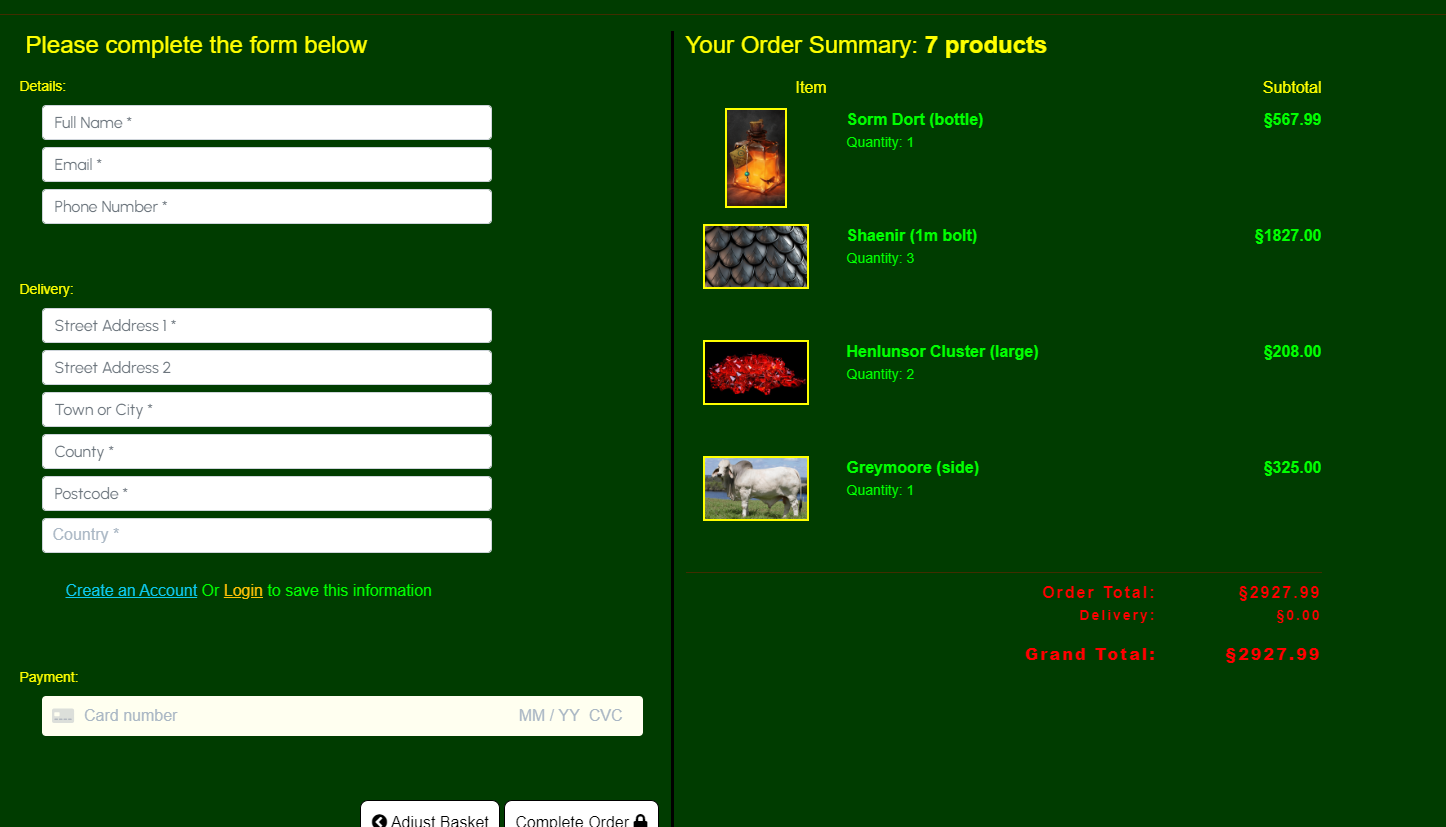 Please complete the form below
Details:
Full Name *
Email *
Phone Number *
Delivery:
Street Address 1 *
Street Address 2
Town or City *
County *
Postcode *
Country *
Create an Account Or Login to save this information
Payment:
Card number MM / YY CVC
Adjust Basket Complete Order
Your Order Summary: 7 products
Item Subtotal
Sorm Dort (bottle) §567.99
Quantity: 1
Shaenir (1m bolt) §1827.00
Quantity: 3
Henlunsor Cluster (large) §208.00
Quantity: 2
Greymoore (side) §325.00
Quantity: 1
Order Total: §2927.99
Delivery: §0.00
Grand Total: §2927.99